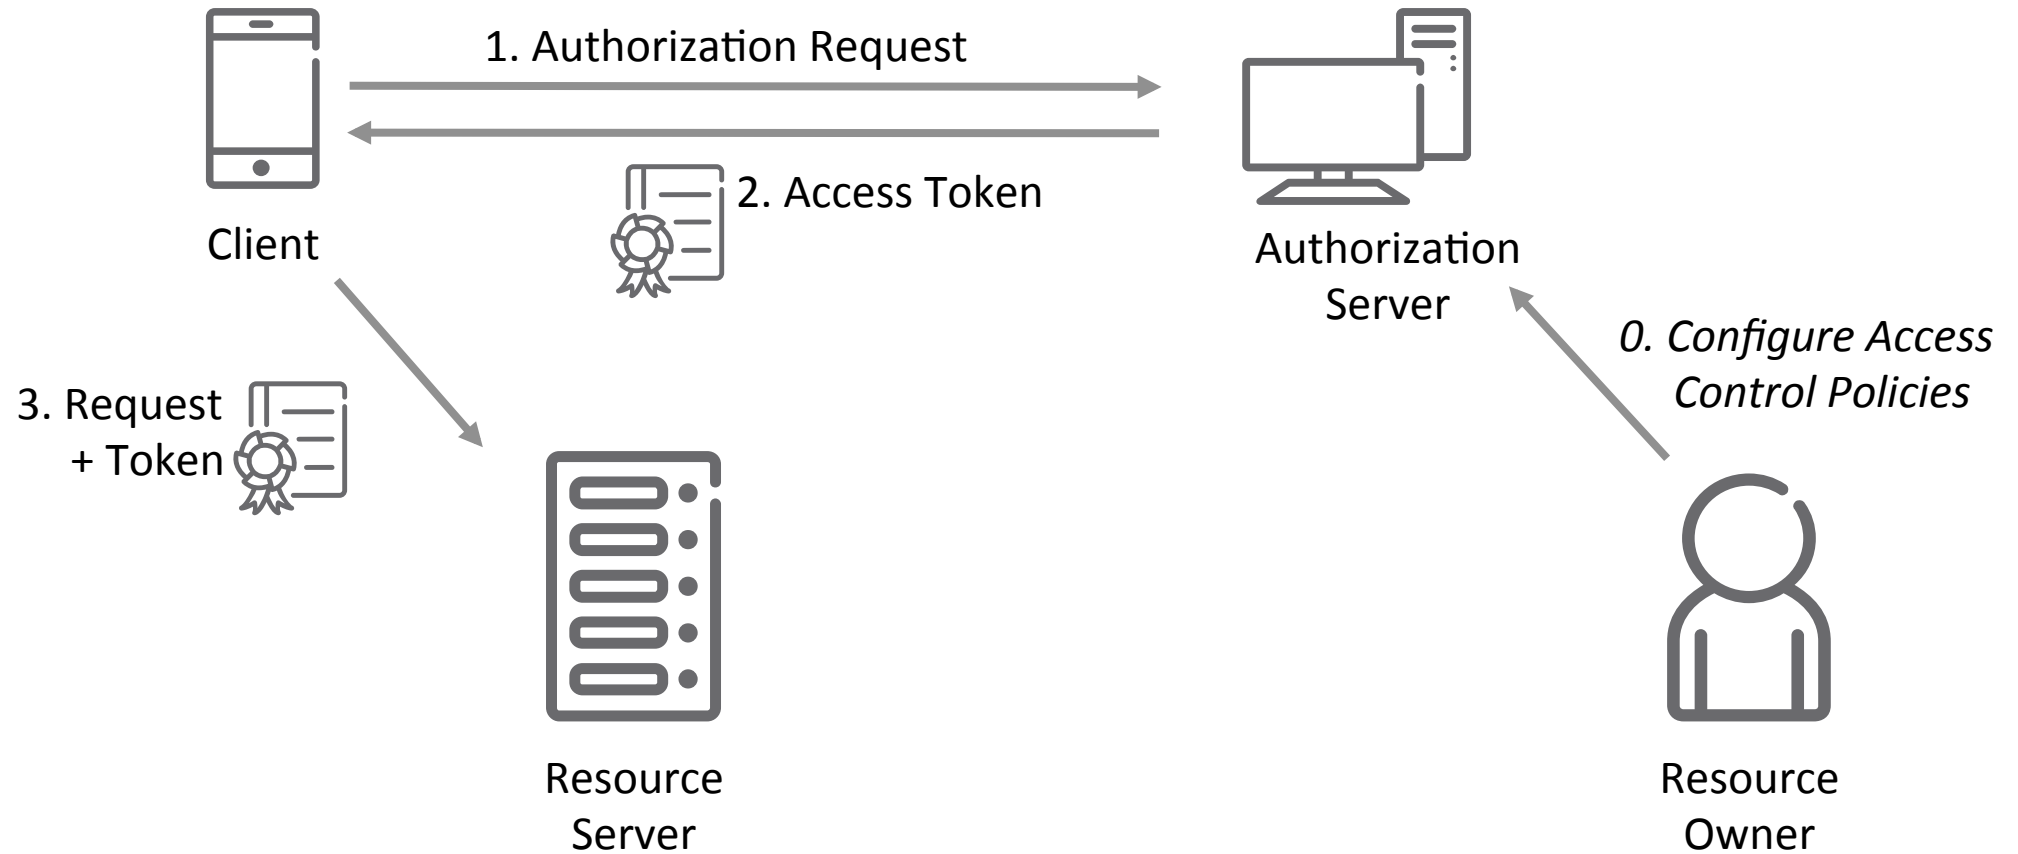 1. Authorization Request
2. Access Token
Client
Authorization
Server
0. Configure Access
Control Policies
3. Request
+ Token
Resource
Server
Resource
Owner